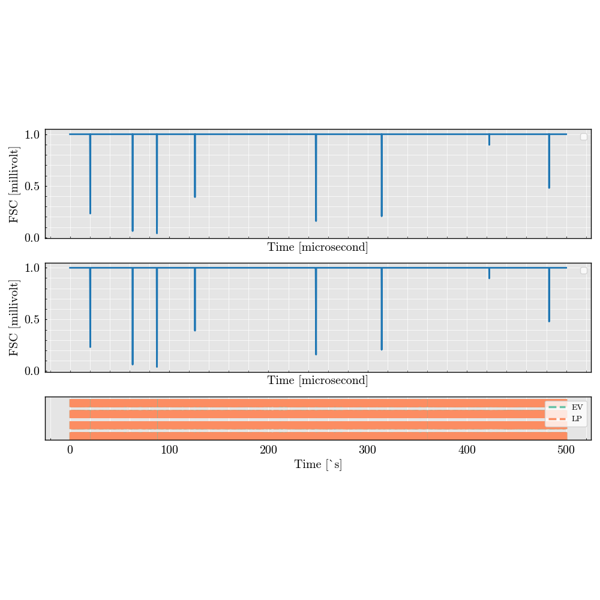 1.0
0.5
0.0
FSC [millivolt]
Time [microsecond]
1.0
0.5
0.0
FSC [millivolt]
Time [microsecond]
EV
LP
0 100 200 300 400 500
Time [`s]